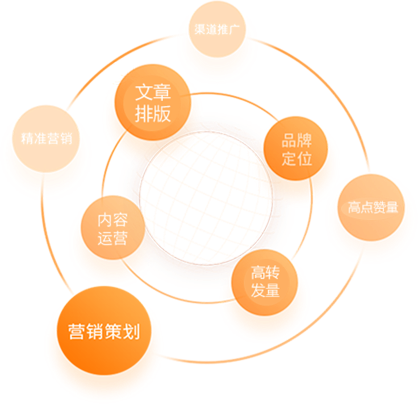 渠道推广
文章
排版
精准营销
品牌
定位
高点赞量
内容
运营
高转
发量
营销策划